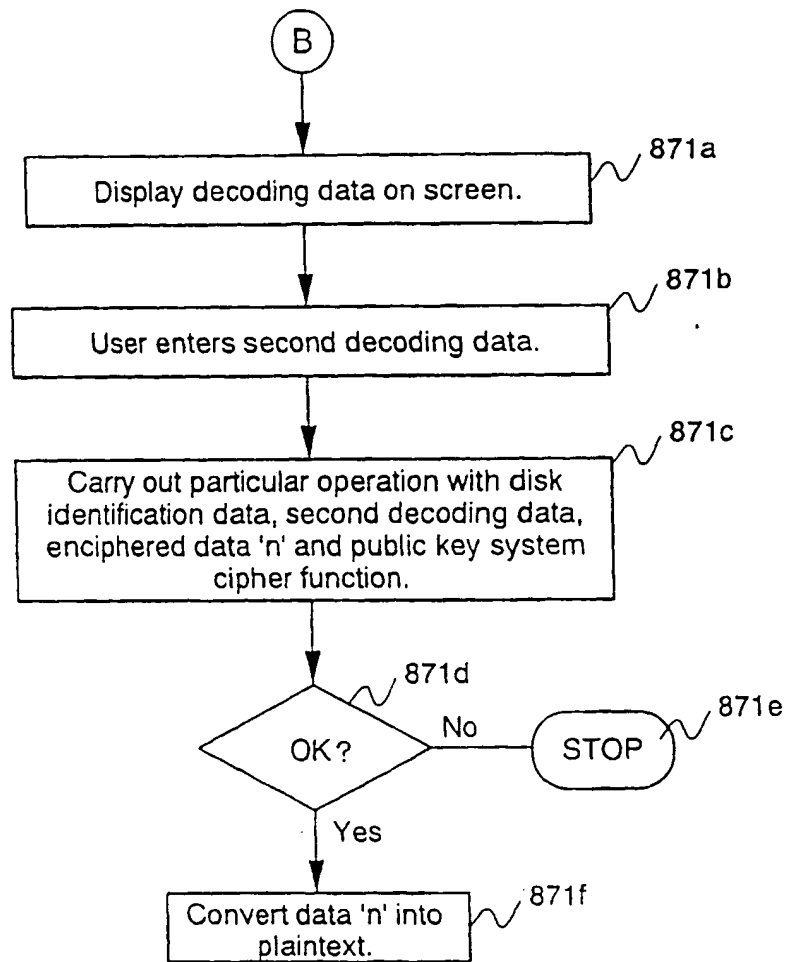 B
871a
Display decoding data on screen.
871b
User enters second decoding data.
871c
Carry out particular operation with disk
identification data, second decoding data,
enciphered data 'n' and public key system
cipher function.
871d
OK?
No
STOP
871e
Yes
871f
Convert data 'n' into
plaintext.